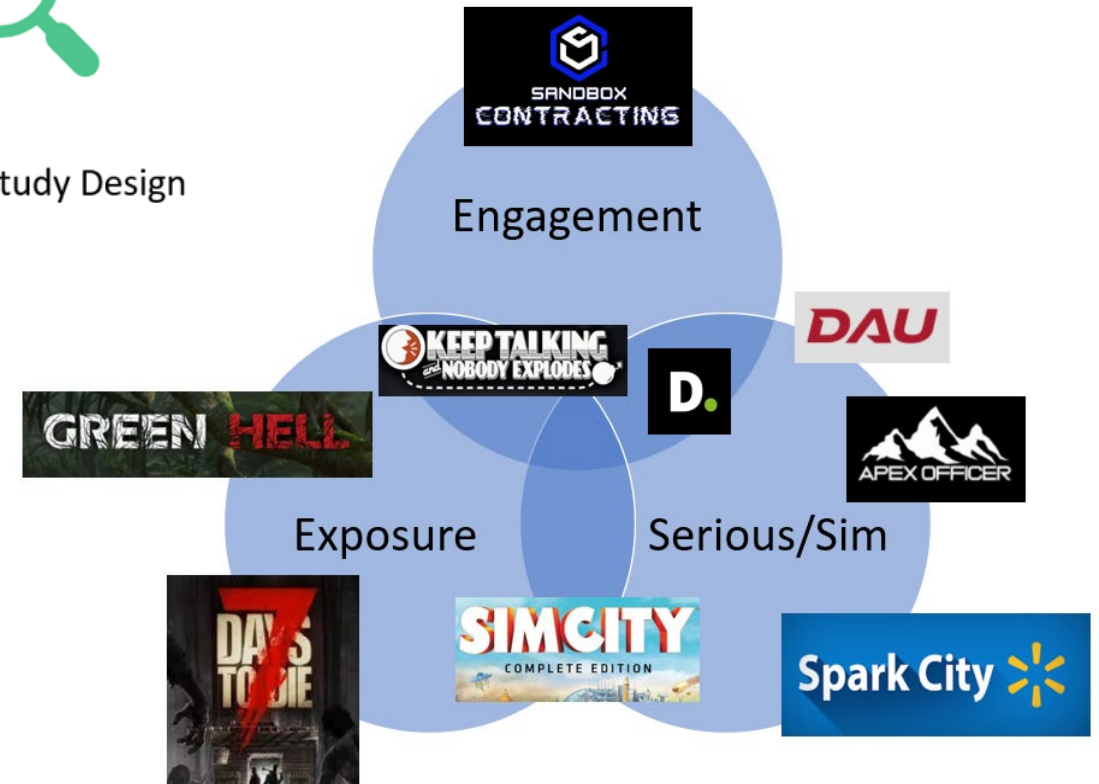 SANDBOX
CONTRACTING
tudy Design
Engagement
DAU
KEEP TALKING
and NOBODY EXPLODES
D.
GREEN HELL
APEX OFFICER
Exposure
Serious/Sim
7
DAYS
TO DIE
SIMCITY
COMPLETE EDITION
Spark City